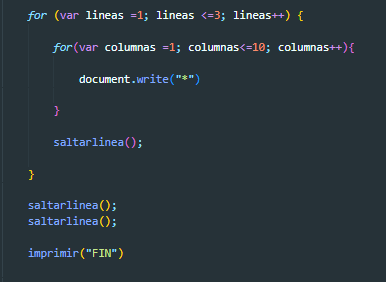 for (var lineas =1; lineas <=3; lineas++) {
for(var columnas =1; columnas<=10; columnas++){
document.write("*")
}
saltarlinea();
}
saltarlinea();
saltarlinea();
imprimir("FIN")